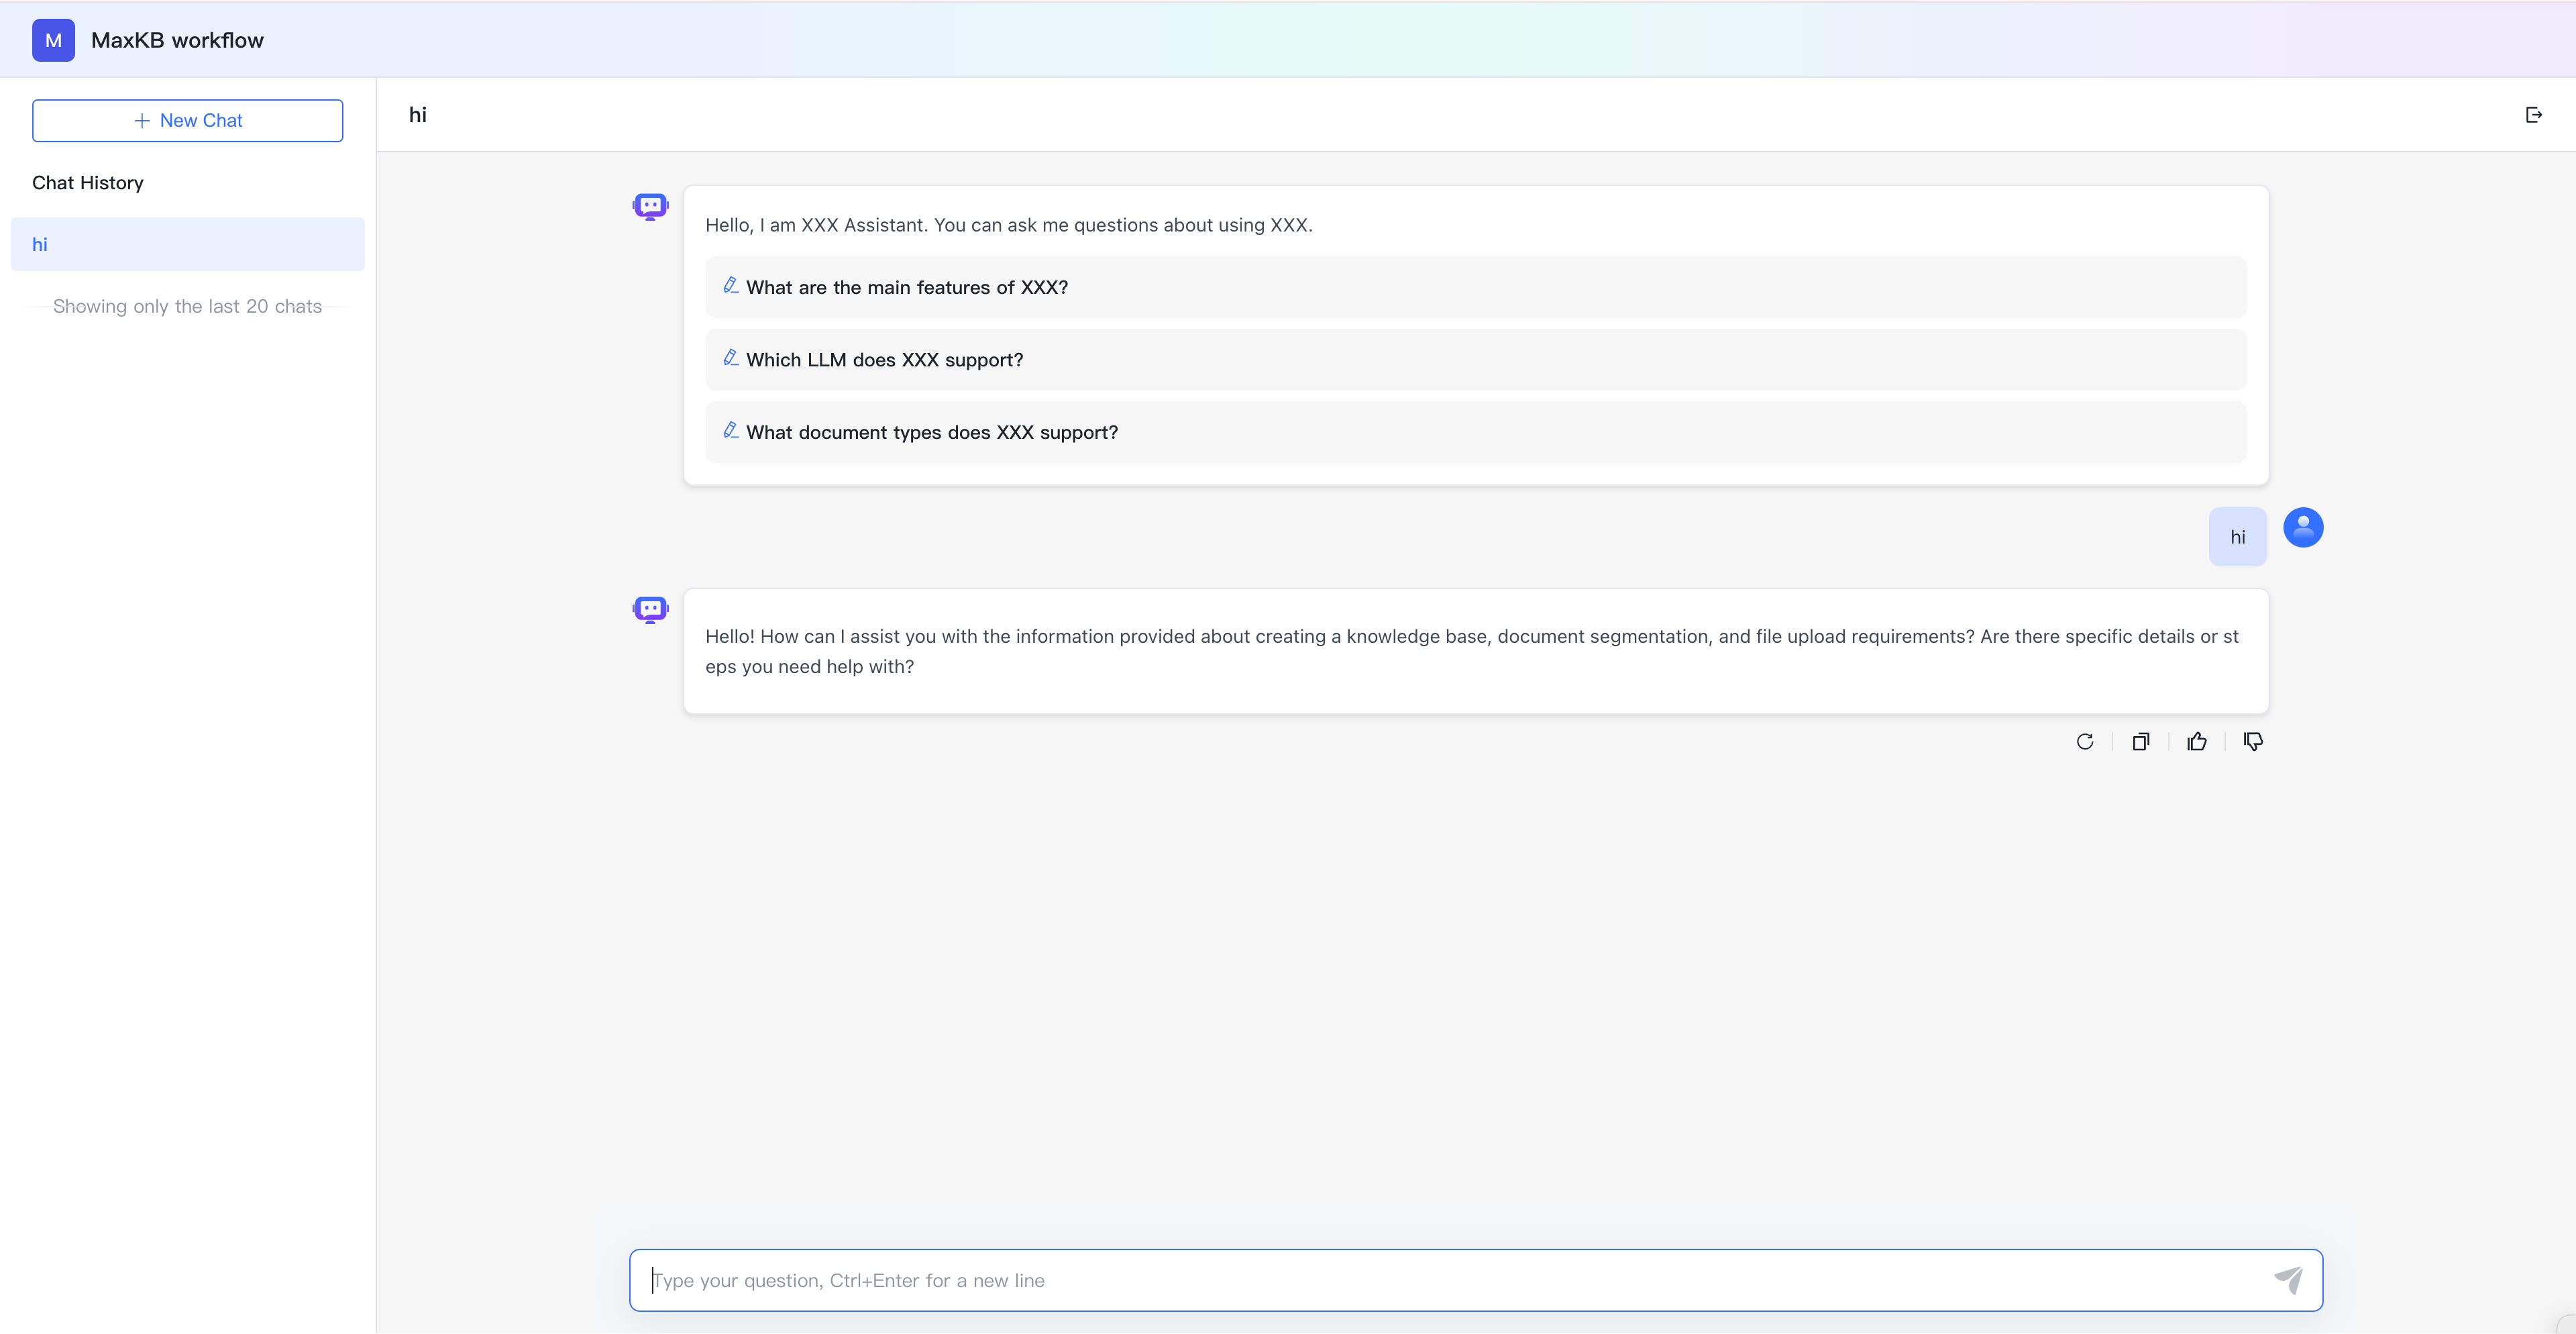 M MaxKB workflow
New Chat
Chat History
hi
Showing only the last 20 chats
hi
Hello, I am XXX Assistant. You can ask me questions about using XXX.
What are the main features of XXX?
Which LLM does XXX support?
What document types does XXX support?
hi
Hello! How can I assist you with the information provided about creating a knowledge base, document segmentation, and file upload requirements? Are there specific details or st
eps you need help with?
Type your question, Ctrl+Enter for a new line